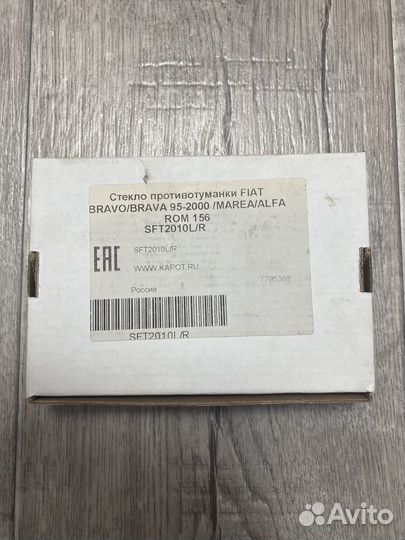 Стекло противотуманки FIAT
BRAVO/BRAVA 95-2000 /MAREA/ALFA
ROM 156
SFT2010L/R
EAC
SFT2010L/R
WWW.KAPOT.RU
7795368
Россия
SFT2010L/R
Avito